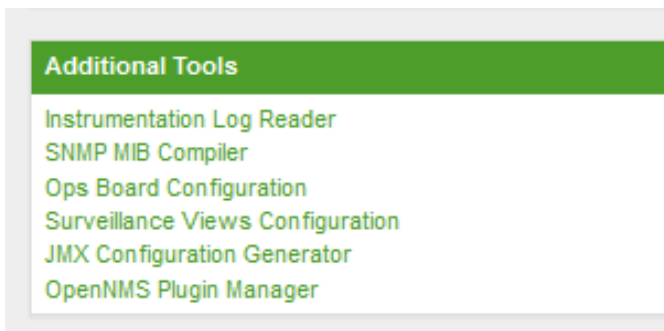 Additional Tools
Instrumentation Log Reader
SNMP MIB Compiler
Ops Board Configuration
Surveillance Views Configuration
JMX Configuration Generator
OpenNMS Plugin Manager